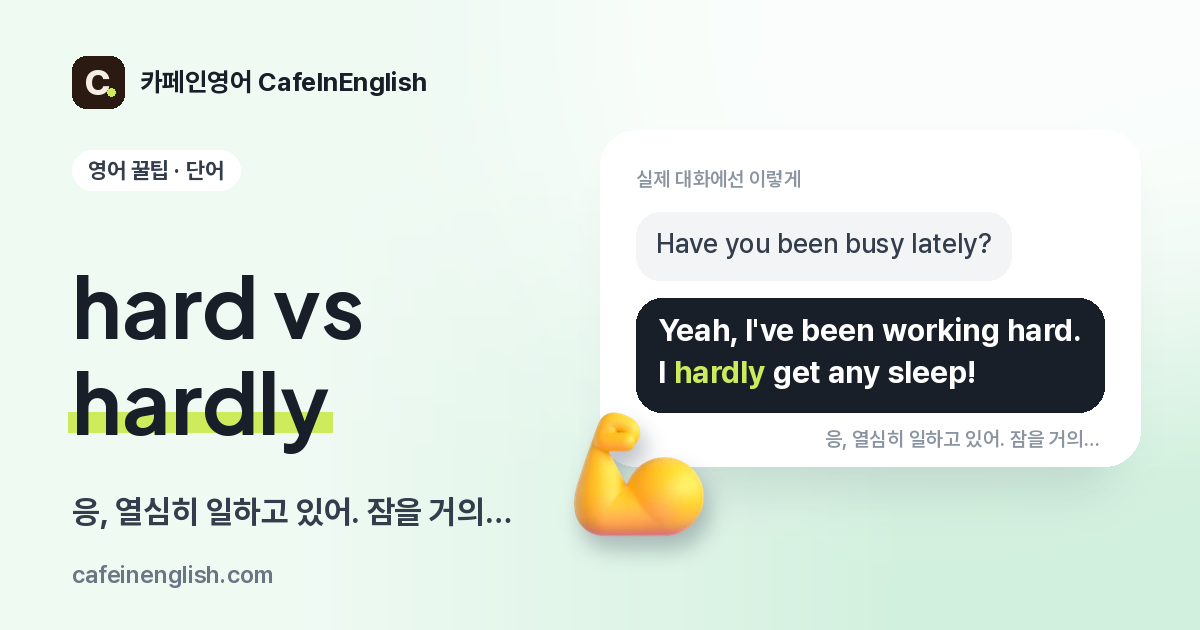 C
카페인영어 CafeInEnglish
영어 꿀팁 · 단어
hard vs
hardly
응, 열심히 일하고 있어. 잠을 거의…
cafeinenglish.com
실제 대화에선 이렇게
Have you been busy lately?
Yeah, I've been working hard.
I hardly get any sleep!
응, 열심히 일하고 있어. 잠을 거의…